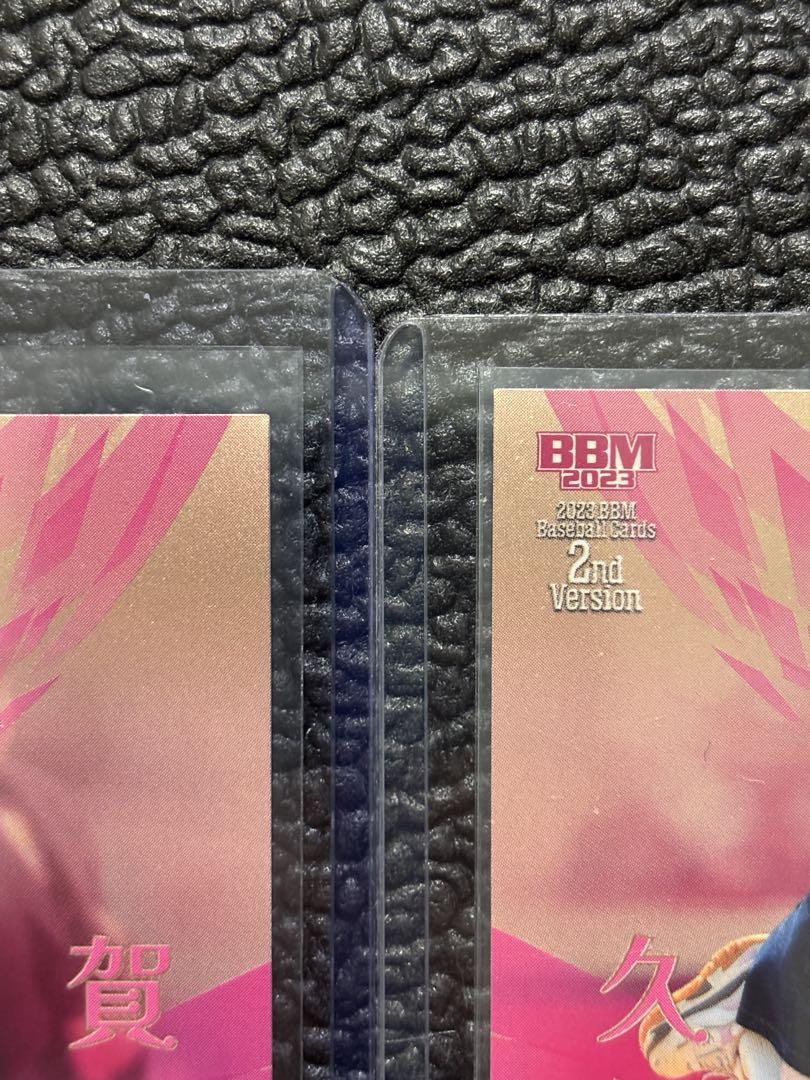 BBM
2023
2023 BBM
Baseball Cards
2nd
Version
賀
久